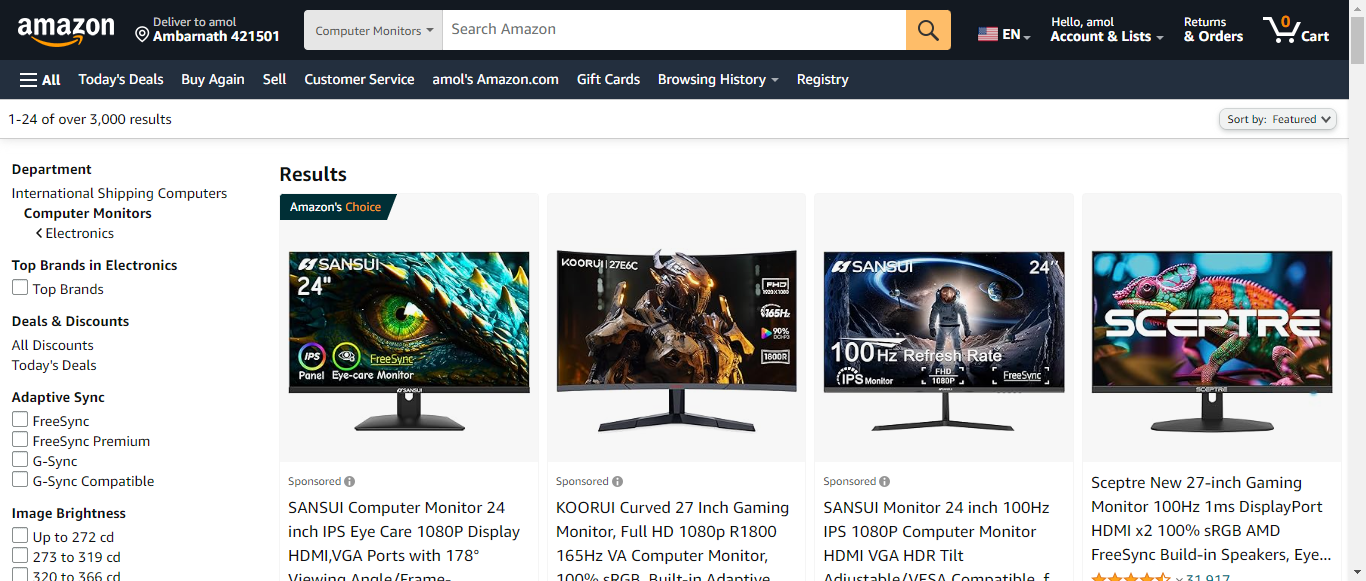 amazon
Deliver to amol
Ambarnath 421501
Computer Monitors
Search Amazon
EN
Hello, amol
Account & Lists
Returns
& Orders
0
Cart
All
Today's Deals
Buy Again
Sell
Customer Service
amol's Amazon.com
Gift Cards
Browsing History
Registry
1-24 of over 3,000 results
Sort by: Featured
Department
International Shipping Computers
Computer Monitors
Electronics
Top Brands in Electronics
Top Brands
Deals & Discounts
All Discounts
Today's Deals
Adaptive Sync
FreeSync
FreeSync Premium
G-Sync
G-Sync Compatible
Image Brightness
Up to 272 cd
273 to 319 cd
320 to 366 cd
Results
Amazon's Choice
SANSUI
24"
IPS
FreeSync
Panel Eye-care Monitor
SANSUI
Sponsored
SANSUI Computer Monitor 24
inch IPS Eye Care 1080P Display
HDMI,VGA Ports with 178°
Viewing Angle/Frame-
KOORUI 27E6C
FHD
1920x1080
165Hz
90%
DCI-P3
1800R
Sponsored
KOORUI Curved 27 Inch Gaming
Monitor, Full HD 1080p R1800
165Hz VA Computer Monitor,
100% sRGB, Built-in Adaptive
SANSUI
24"
100Hz Refresh Rate
IPS Monitor
FHD
1080P
FreeSync
Sponsored
SANSUI Monitor 24 inch 100Hz
IPS 1080P Computer Monitor
HDMI VGA HDR Tilt
Adjustable/VESA Compatible, f
SCEPTRE
SCEPTRE
Sceptre New 27-inch Gaming
Monitor 100Hz 1ms DisplayPort
HDMI x2 100% sRGB AMD
FreeSync Build-in Speakers, Eye...
31,917